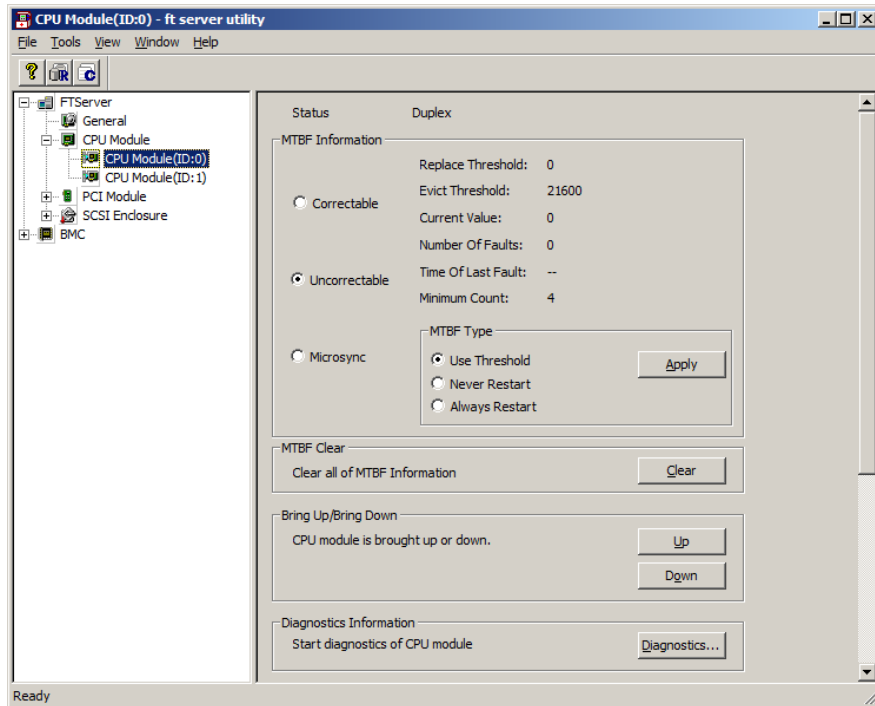 CPU Module(ID:0) - ft server utility
File Tools View Window Help
FTServer
General
CPU Module
CPU Module(ID:0)
CPU Module(ID:1)
PCI Module
SCSI Enclosure
BMC
Status Duplex
MTBF Information
Correctable
Uncorrectable
Microsync
Replace Threshold: 0
Evict Threshold: 21600
Current Value: 0
Number Of Faults: 0
Time Of Last Fault: --
Minimum Count: 4
MTBF Type
Use Threshold
Never Restart
Always Restart
Apply
MTBF Clear
Clear all of MTBF Information
Clear
Bring Up/Bring Down
CPU module is brought up or down.
Up
Down
Diagnostics Information
Start diagnostics of CPU module
Diagnostics...
Ready